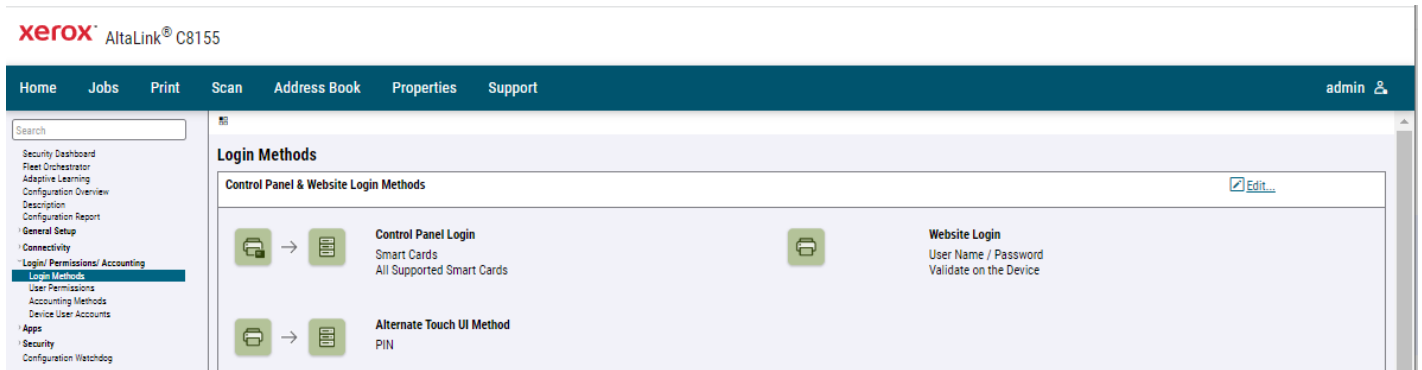 xerox™ AltaLink® C8155
Home Jobs Print Scan Address Book Properties Support admin
Search
Security Dashboard
Fleet Orchestrator
Adaptive Learning
Configuration Overview
Description
Configuration Report
General Setup
Connectivity
Login/ Permissions/ Accounting
Login Methods
User Permissions
Accounting Methods
Device User Accounts
Apps
Security
Configuration Watchdog
Login Methods
Control Panel & Website Login Methods Edit...
Control Panel Login
Smart Cards
All Supported Smart Cards
Website Login
User Name / Password
Validate on the Device
Alternate Touch UI Method
PIN